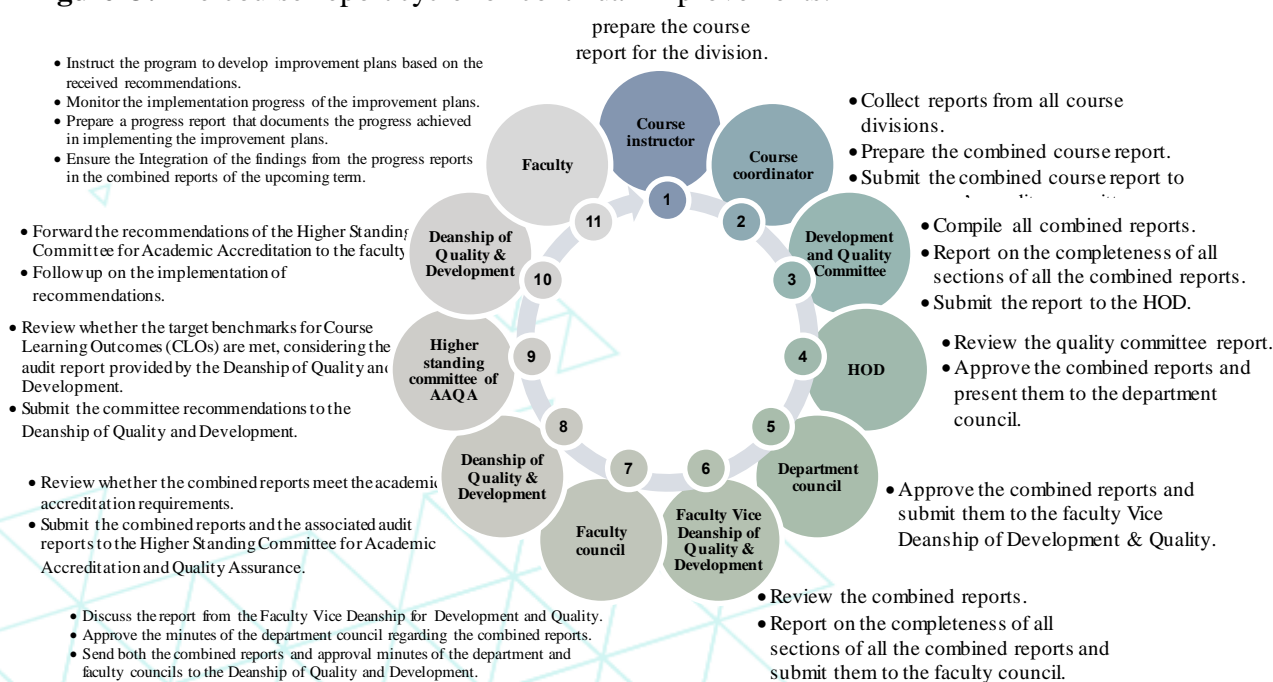 prepare the course
report for the division.
Course
instructor
1
Course
coordinator
2
• Collect reports from all course
divisions.
• Prepare the combined course report.
• Submit the combined course report to
Development
and Quality
Committee
3
• Compile all combined reports.
• Report on the completeness of all
sections of all the combined reports.
• Submit the report to the HOD.
HOD
4
• Review the quality committee report.
• Approve the combined reports and
present them to the department
council.
Department
council
5
• Approve the combined reports and
submit them to the faculty Vice
Deanship of Development & Quality.
Faculty Vice
Deanship of
Quality &
Development
6
• Review the combined reports.
• Report on the completeness of all
sections of all the combined reports and
submit them to the faculty council.
Faculty
council
7
• Discuss the report from the Faculty Vice Deanship for Development and Quality.
• Approve the minutes of the department council regarding the combined reports.
• Send both the combined reports and approval minutes of the department and
faculty councils to the Deanship of Quality and Development.
Deanship of
Quality &
Development
8
• Review whether the combined reports meet the academic
accreditation requirements.
• Submit the combined reports and the associated audit
reports to the Higher Standing Committee for Academic
Accreditation and Quality Assurance.
Higher
standing
committee of
AAQA
9
• Review whether the target benchmarks for Course
Learning Outcomes (CLOs) are met, considering the
audit report provided by the Deanship of Quality and
Development.
• Submit the committee recommendations to the
Deanship of Quality and Development.
Deanship of
Quality &
Development
10
• Forward the recommendations of the Higher Standing
Committee for Academic Accreditation to the faculty
• Follow up on the implementation of
recommendations.
Faculty
11
• Instruct the program to develop improvement plans based on the
received recommendations.
• Monitor the implementation progress of the improvement plans.
• Prepare a progress report that documents the progress achieved
in implementing the improvement plans.
• Ensure the Integration of the findings from the progress reports
in the combined reports of the upcoming term.